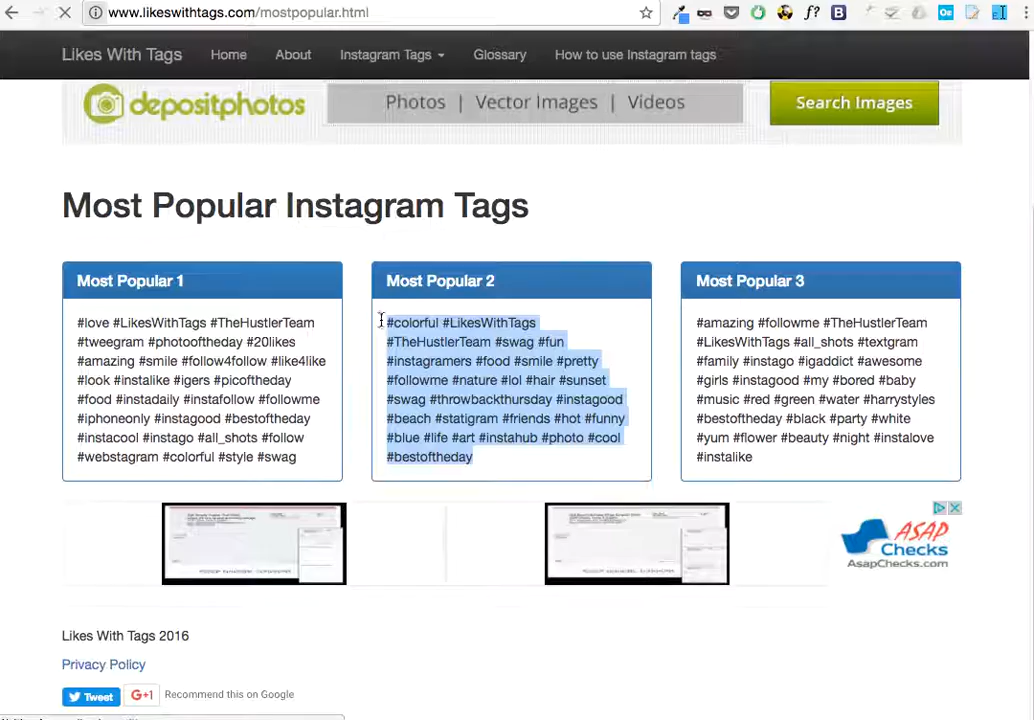 www.likeswithtags.com/mostpopular.html
Likes With Tags Home About Instagram Tags Glossary How to use Instagram tags
depositphotos Photos | Vector Images | Videos Search Images
Most Popular Instagram Tags
Most Popular 1
#love #LikesWithTags #TheHustlerTeam
#tweegram #photooftheday #20likes
#amazing #smile #follow4follow #like4like
#look #instalike #igers #picoftheday
#food #instadaily #instafollow #followme
#iphoneonly #instagood #bestoftheday
#instacool #instago #all_shots #follow
#webstagram #colorful #style #swag
Most Popular 2
#colorful #LikesWithTags
#TheHustlerTeam #swag #fun
#instagramers #food #smile #pretty
#followme #nature #lol #hair #sunset
#swag #throwbackthursday #instagood
#beach #statigram #friends #hot #funny
#blue #life #art #instahub #photo #cool
#bestoftheday
Most Popular 3
#amazing #followme #TheHustlerTeam
#LikesWithTags #all_shots #textgram
#family #instago #igaddict #awesome
#girls #instagood #my #bored #baby
#music #red #green #water #harrystyles
#bestoftheday #black #party #white
#yum #flower #beauty #night #instalove
#instalike
ASAP
Checks
AsapChecks.com
Likes With Tags 2016
Privacy Policy
Tweet G+1 Recommend this on Google